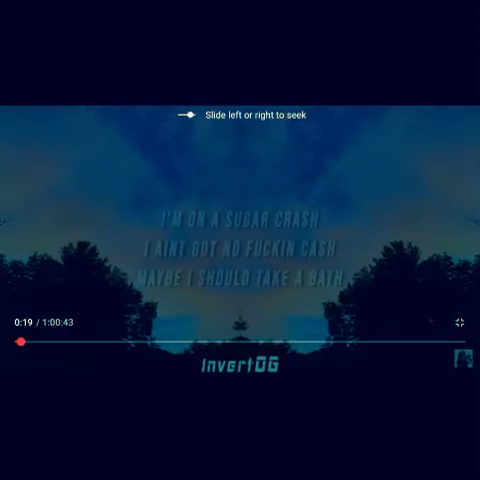 Slide left or right to seek
I'M ON A SUGAR CRASH
I AINT GOT NO FUCKIN CASH
MAYBE I SHOULD TAKE A BATH
0:19 / 1:00:43
InvertOG